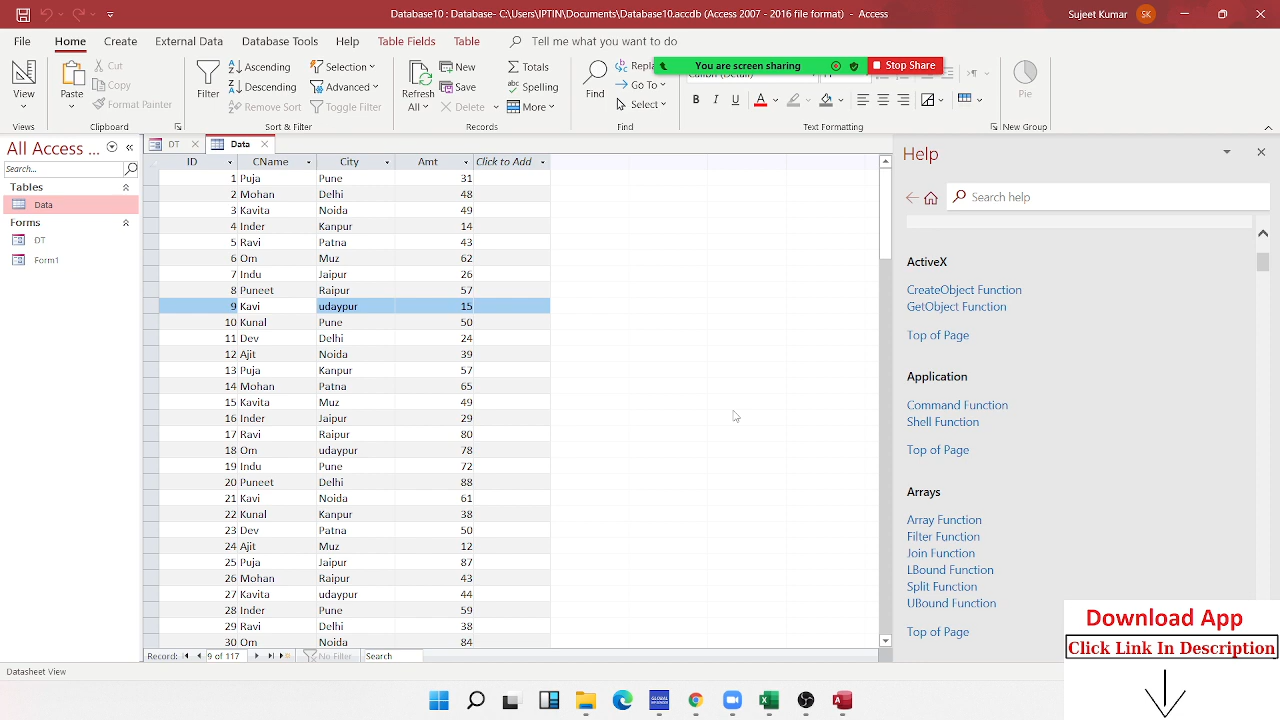 Database10 : Database- C:\Users\IPTIN\Documents\Database10.accdb (Access 2007 - 2016 file format) - Access
Sujeet Kumar SK
File Home Create External Data Database Tools Help Table Fields Table Tell me what you want to do
You are screen sharing Stop Share
View Paste Cut Copy Format Painter
Filter Ascending Descending Remove Sort Selection Advanced Toggle Filter
Refresh All New Save Delete Totals Spelling More
Find Go To Select
B I U A
Pie
Views Clipboard Sort & Filter Records Find Text Formatting New Group
All Access ...
Search...
Tables
Data
Forms
DT
Form1
DT Data
ID CName City Amt Click to Add
1 Puja Pune 31
2 Mohan Delhi 48
3 Kavita Noida 49
4 Inder Kanpur 14
5 Ravi Patna 43
6 Om Muz 62
7 Indu Jaipur 26
8 Puneet Raipur 57
9 Kavi udaypur 15
10 Kunal Pune 50
11 Dev Delhi 24
12 Ajit Noida 39
13 Puja Kanpur 57
14 Mohan Patna 65
15 Kavita Muz 49
16 Inder Jaipur 29
17 Ravi Raipur 80
18 Om udaypur 78
19 Indu Pune 72
20 Puneet Delhi 88
21 Kavi Noida 61
22 Kunal Kanpur 38
23 Dev Patna 50
24 Ajit Muz 12
25 Puja Jaipur 87
26 Mohan Raipur 43
27 Kavita udaypur 44
28 Inder Pune 59
29 Ravi Delhi 38
30 Om Noida 84
Record: 9 of 117 No Filter Search
Datasheet View
Help
Search help
ActiveX
CreateObject Function
GetObject Function
Top of Page
Application
Command Function
Shell Function
Top of Page
Arrays
Array Function
Filter Function
Join Function
LBound Function
Split Function
UBound Function
Top of Page
Download App
Click Link In Description